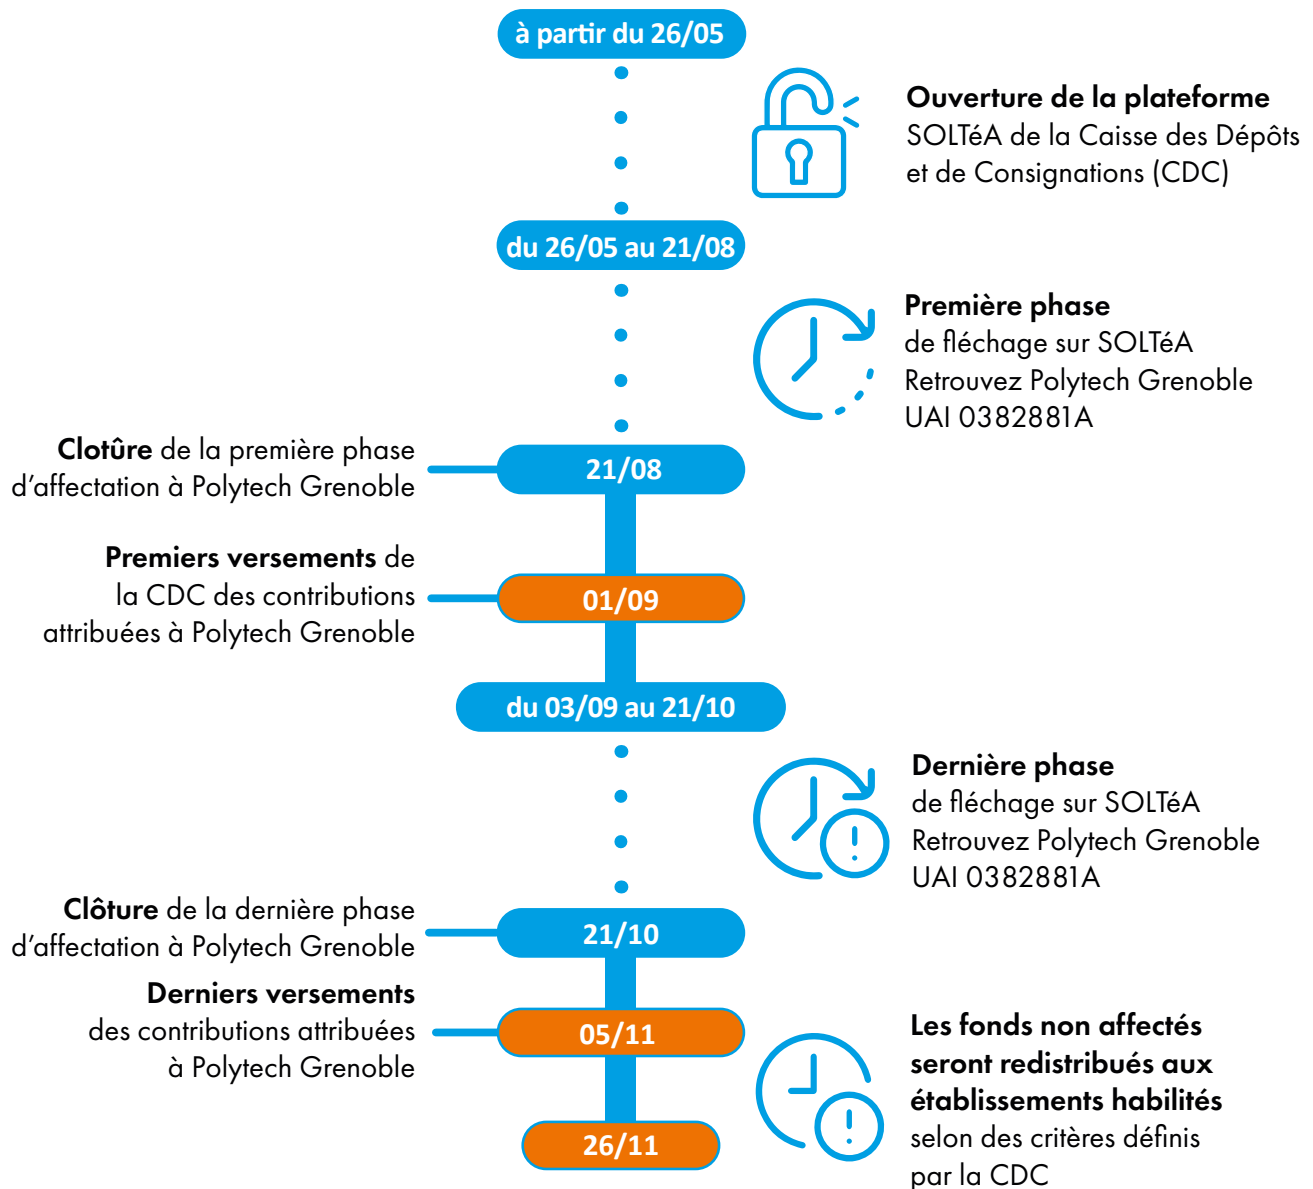 à partir du 26/05
Ouverture de la plateforme
SOLTéA de la Caisse des Dépôts
et de Consignations (CDC)
du 26/05 au 21/08
Première phase
de fléchage sur SOLTéA
Retrouvez Polytech Grenoble
UAI 0382881A
Clotûre de la première phase
d'affectation à Polytech Grenoble
21/08
Premiers versements de
la CDC des contributions
attribuées à Polytech Grenoble
01/09
du 03/09 au 21/10
Dernière phase
de fléchage sur SOLTéA
Retrouvez Polytech Grenoble
UAI 0382881A
Clôture de la dernière phase
d'affectation à Polytech Grenoble
21/10
Derniers versements
des contributions attribuées
à Polytech Grenoble
05/11
Les fonds non affectés
seront redistribués aux
établissements habilités
selon des critères définis
par la CDC
26/11